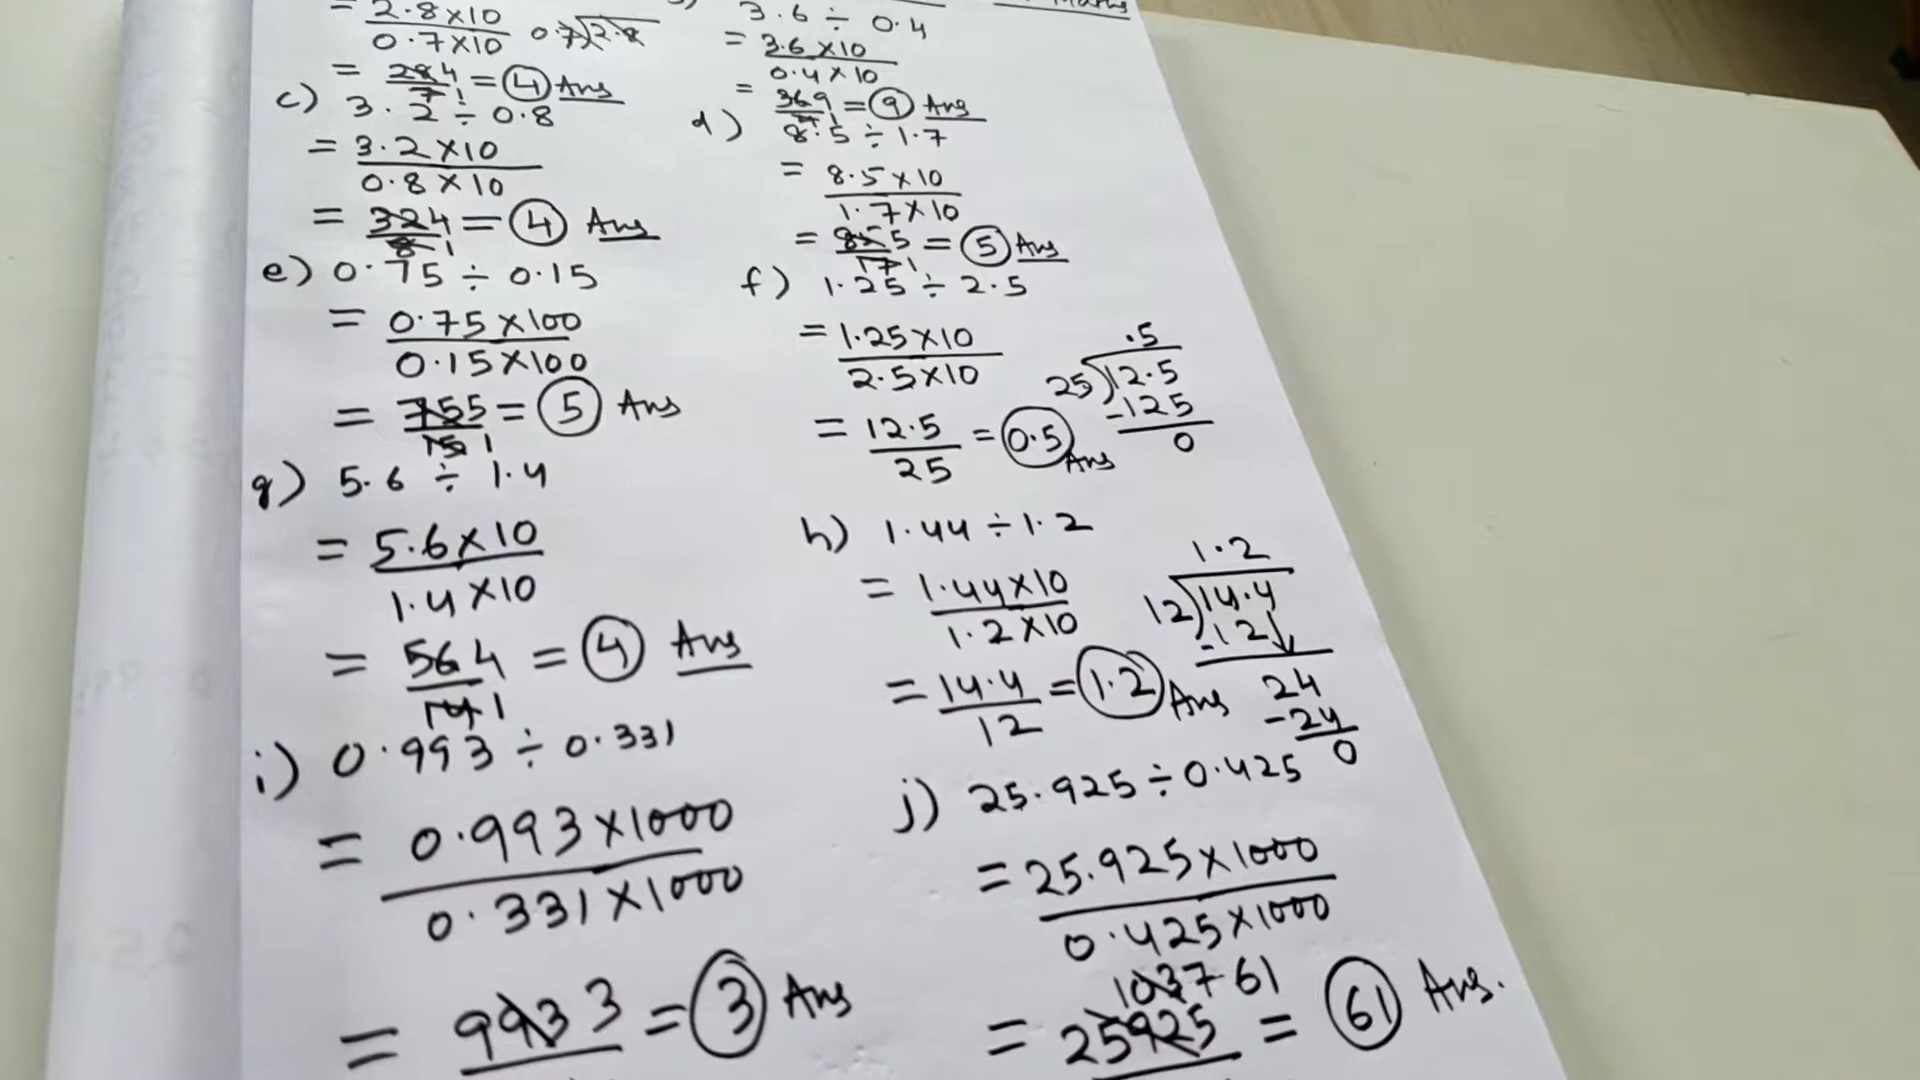 = 2.8×10
0.7×10 0.7)2.8
= 28 4 = 4 Ans
7 1
3.6 ÷ 0.4
= 3.6×10
0.4×10
= 36 9 = 9 Ans
4 1
c) 3.2 ÷ 0.8
= 3.2×10
0.8×10
= 32 4 = 4 Ans
8 1
d) 8.5 ÷ 1.7
= 8.5×10
1.7×10
= 85 5 = 5 Ans
17 1
e) 0.75 ÷ 0.15
= 0.75×100
0.15×100
= 75 5 = 5 Ans
15 1
f) 1.25 ÷ 2.5
= 1.25×10
2.5×10
= 12.5 = 0.5 Ans
25
.5
25)12.5
-125
0
g) 5.6 ÷ 1.4
= 5.6×10
1.4×10
= 56 4 = 4 Ans
14 1
h) 1.44 ÷ 1.2
= 1.44×10
1.2×10
= 14.4 = 1.2 Ans
12
1.2
12)14.4
-12↓
24
-24
0
i) 0.993 ÷ 0.331
= 0.993×1000
0.331×1000
= 993 3 = 3 Ans
j) 25.925 ÷ 0.425
= 25.925×1000
0.425×1000
1037 61
= 25925 = 61 Ans.